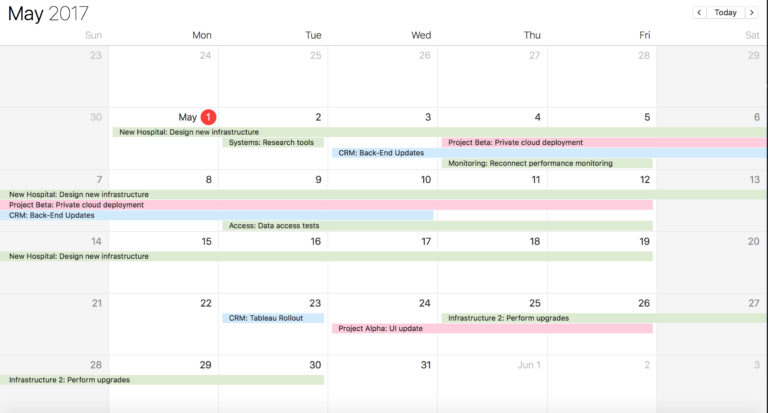 May 2017
< Today >
Sun Mon Tue Wed Thu Fri Sat
23 24 25 26 27 28 29
30 May 1 2 3 4 5 6
New Hospital: Design new infrastructure
Systems: Research tools Project Beta: Private cloud deployment
CRM: Back-End Updates
Monitoring: Reconnect performance monitoring
7 8 9 10 11 12 13
New Hospital: Design new infrastructure
Project Beta: Private cloud deployment
CRM: Back-End Updates
Access: Data access tests
14 15 16 17 18 19 20
New Hospital: Design new infrastructure
21 22 23 24 25 26 27
CRM: Tableau Rollout Infrastructure 2: Perform upgrades
Project Alpha: UI update
28 29 30 31 Jun 1 2 3
Infrastructure 2: Perform upgrades